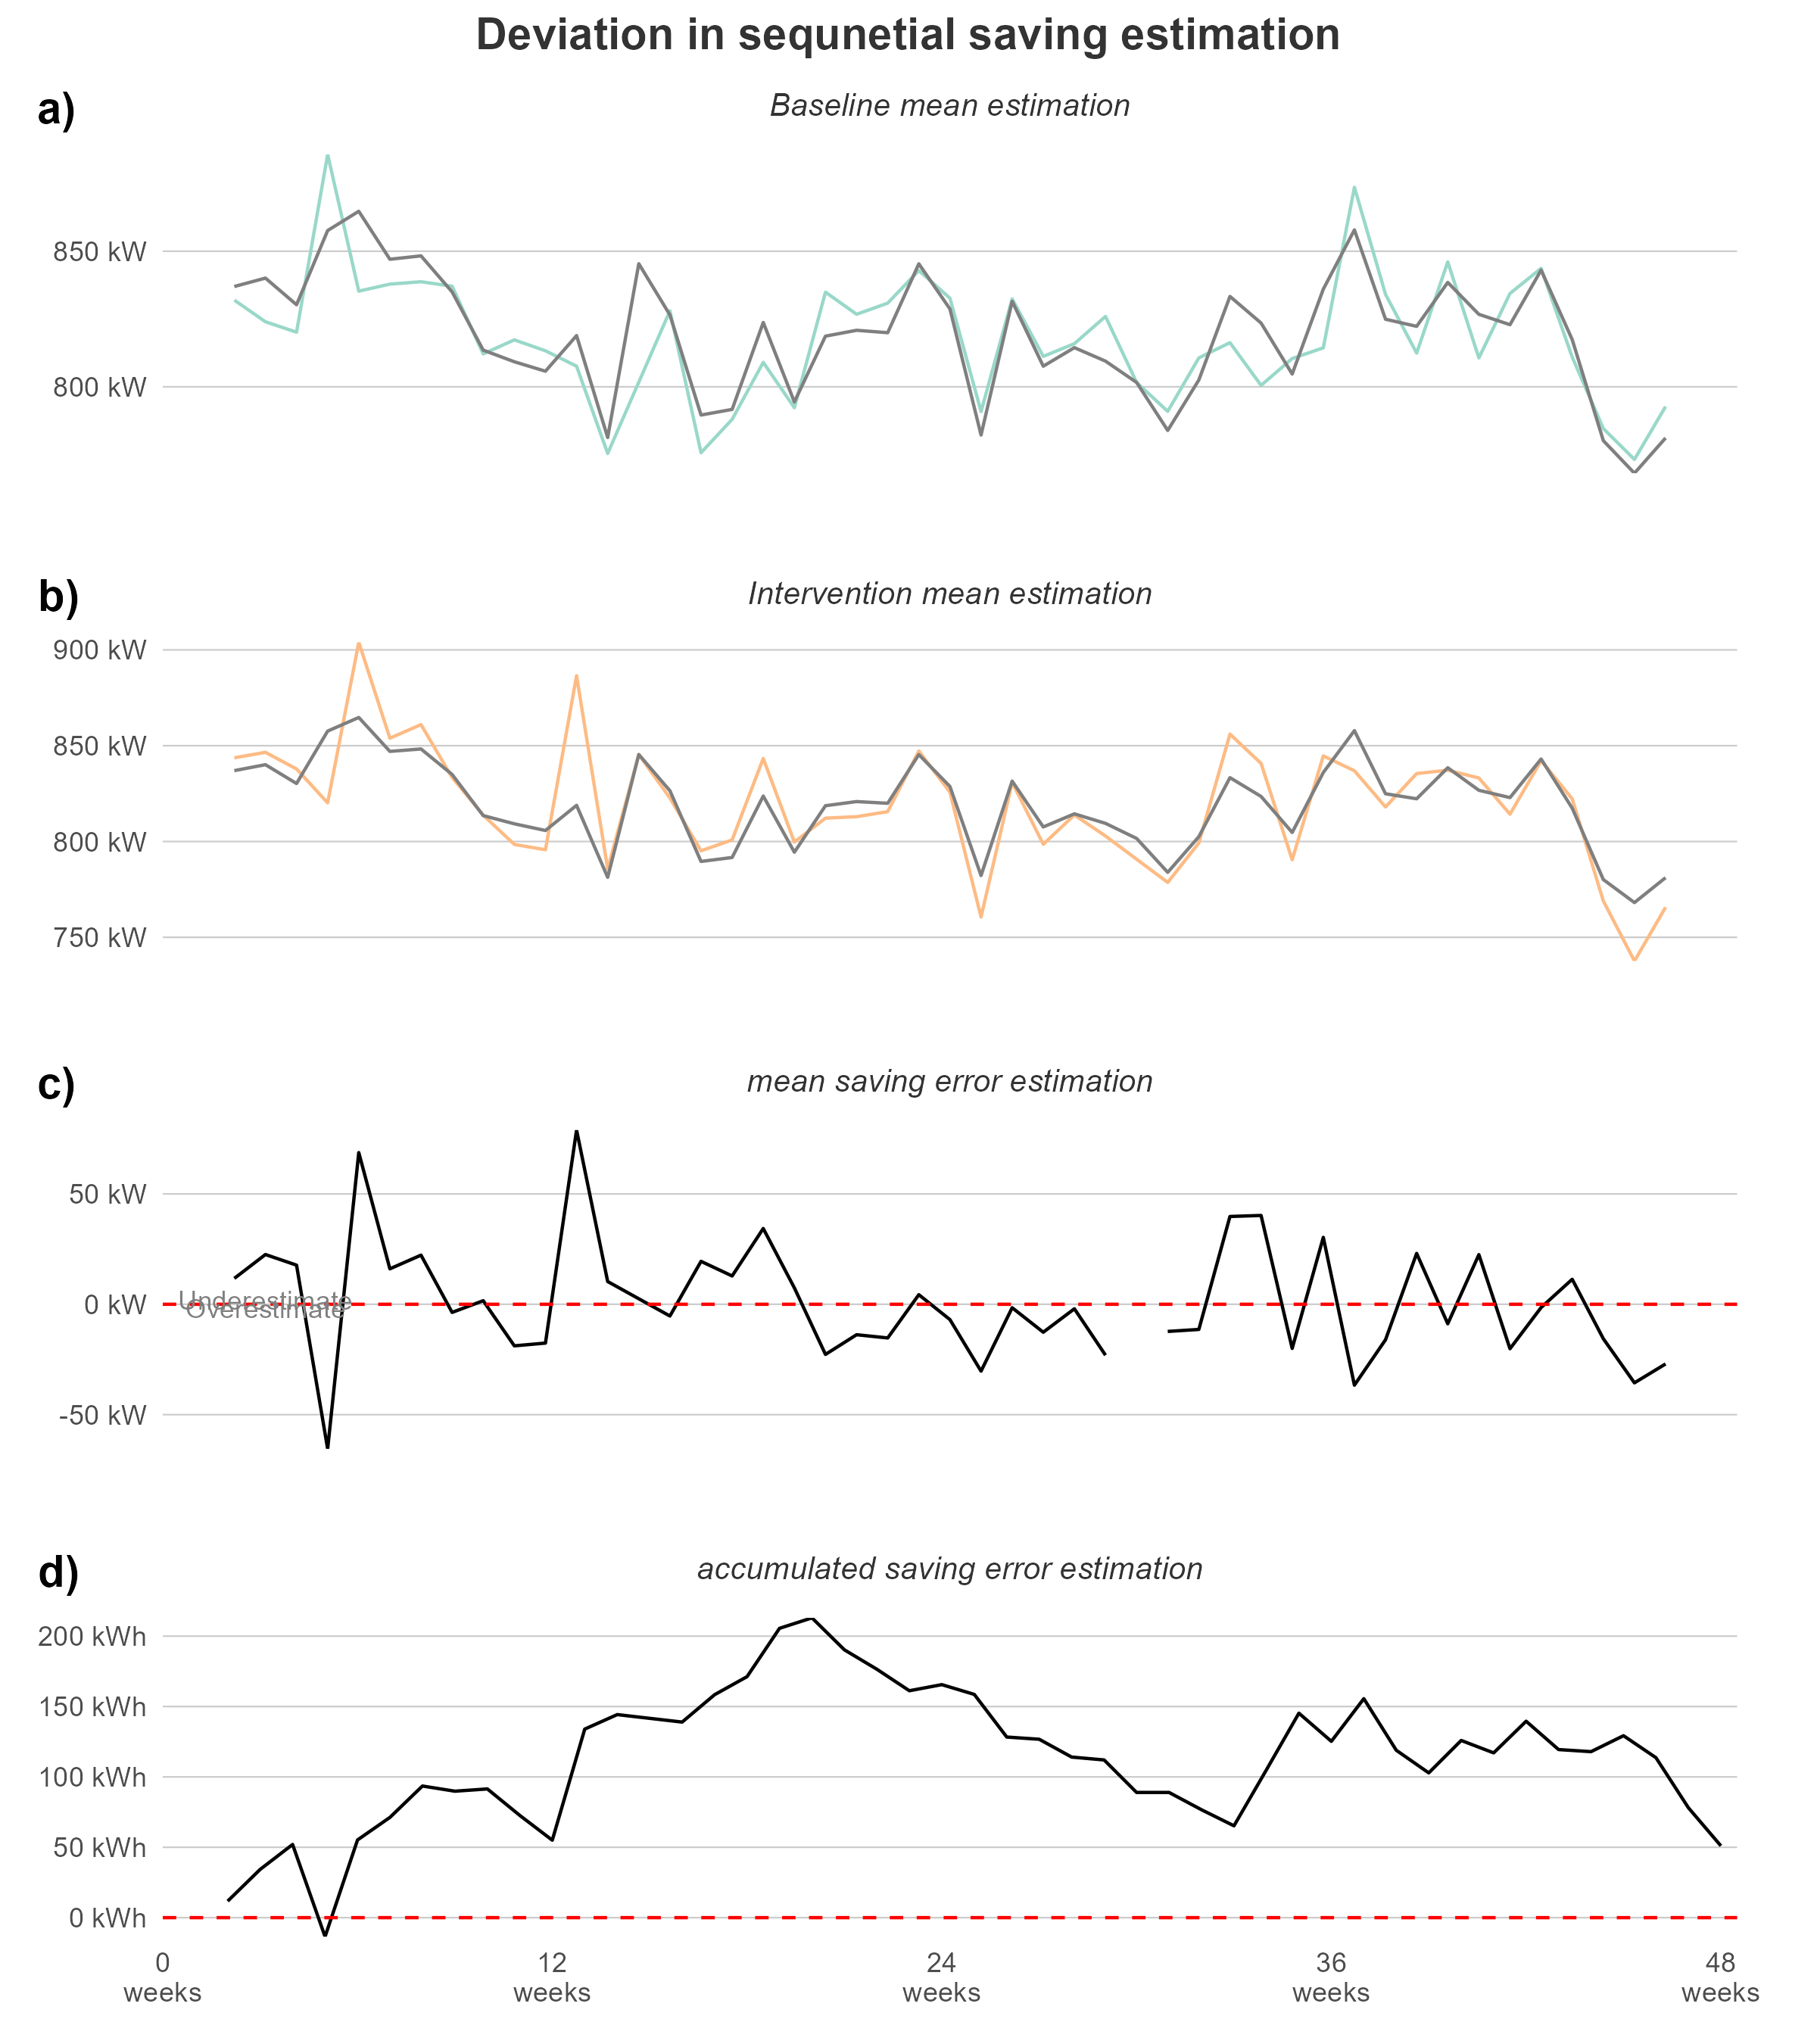 Deviation in sequnetial saving estimation
a)
Baseline mean estimation
850 kW
800 kW
b)
Intervention mean estimation
900 kW
850 kW
800 kW
750 kW
c)
mean saving error estimation
50 kW
0 kW
-50 kW
Underestimate
Overestimate
d)
accumulated saving error estimation
200 kWh
150 kWh
100 kWh
50 kWh
0 kWh
0
weeks
12
weeks
24
weeks
36
weeks
48
weeks